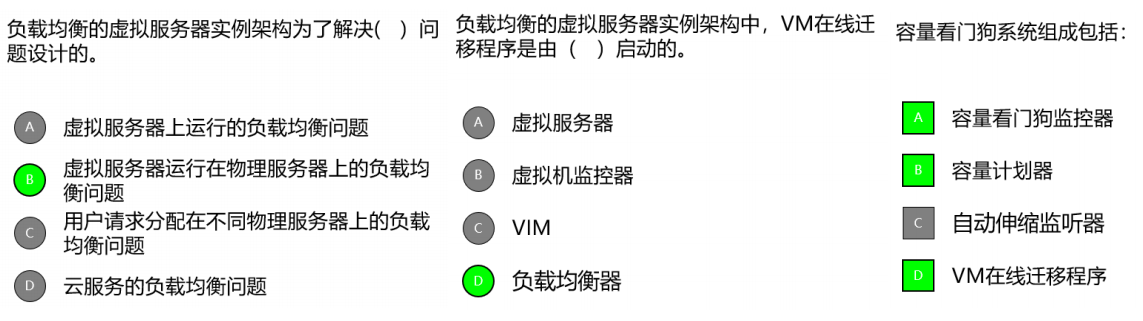 负载均衡的虚拟服务器实例架构为了解决(　)问
题设计的。
A 虚拟服务器上运行的负载均衡问题
B 虚拟服务器运行在物理服务器上的负载均
衡问题
C 用户请求分配在不同物理服务器上的负载
均衡问题
D 云服务的负载均衡问题
负载均衡的虚拟服务器实例架构中，VM在线迁
移程序是由（　）启动的。
A 虚拟服务器
B 虚拟机监控器
C VIM
D 负载均衡器
容量看门狗系统组成包括：
A 容量看门狗监控器
B 容量计划器
C 自动伸缩监听器
D VM在线迁移程序